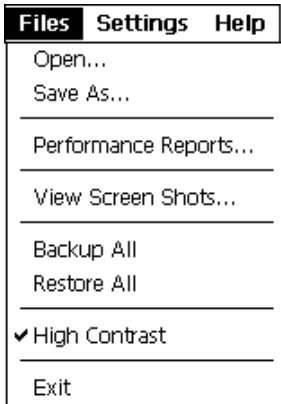 Files Settings Help
Open...
Save As...
Performance Reports...
View Screen Shots...
Backup All
Restore All
✔High Contrast
Exit